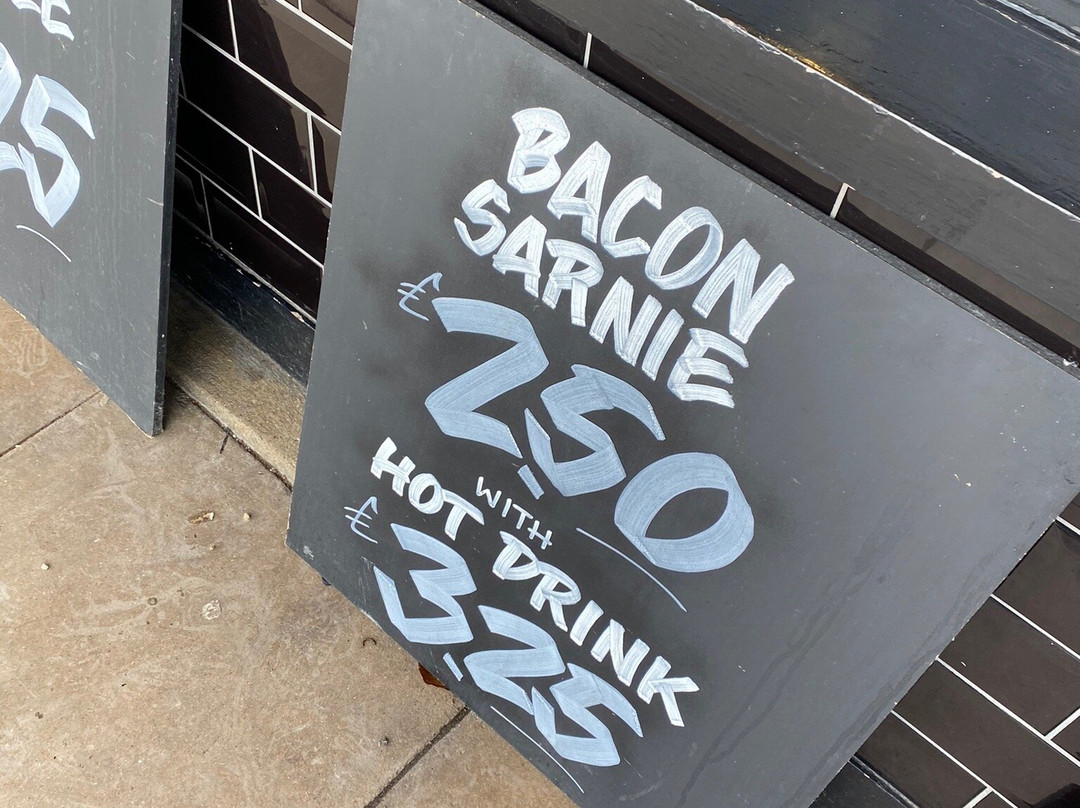 BACON
SARNIE
£2.50
WITH
HOT DRINK
£3.25